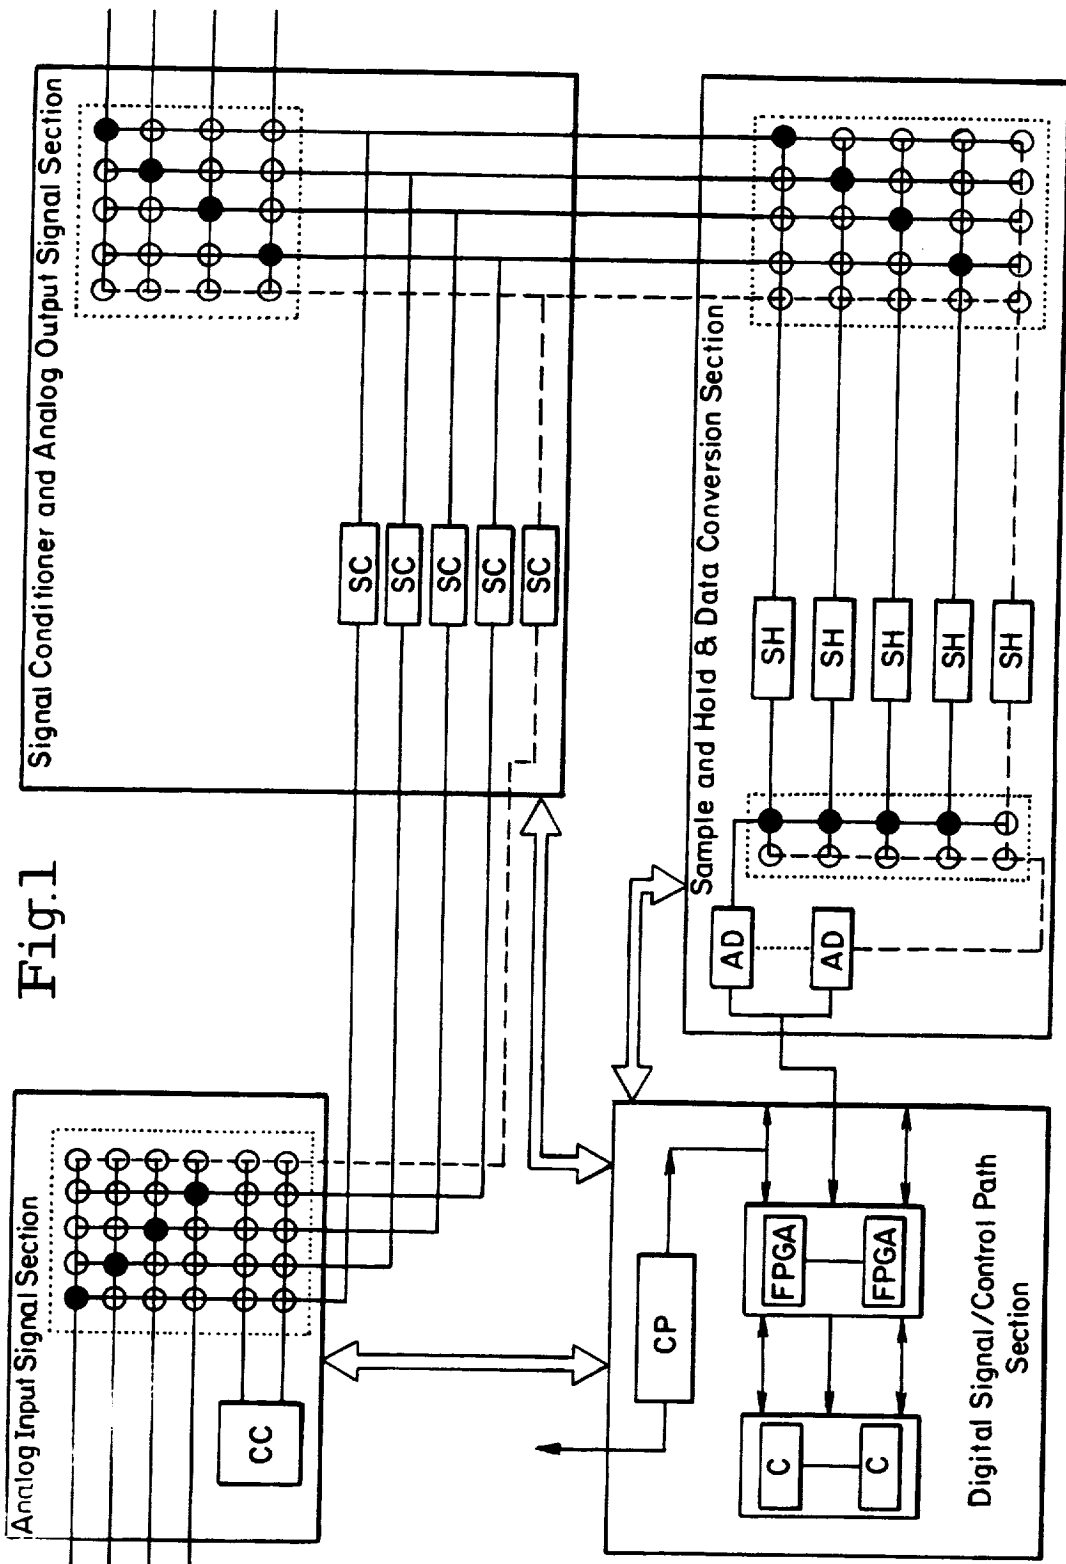 Fig.1
Analog Input Signal Section
CC
Signal Conditioner and Analog Output Signal Section
SC
SC
SC
SC
SC
Digital Signal/Control Path
Section
CP
C
C
FPGA
FPGA
Sample and Hold & Data Conversion Section
AD
AD
SH
SH
SH
SH
SH